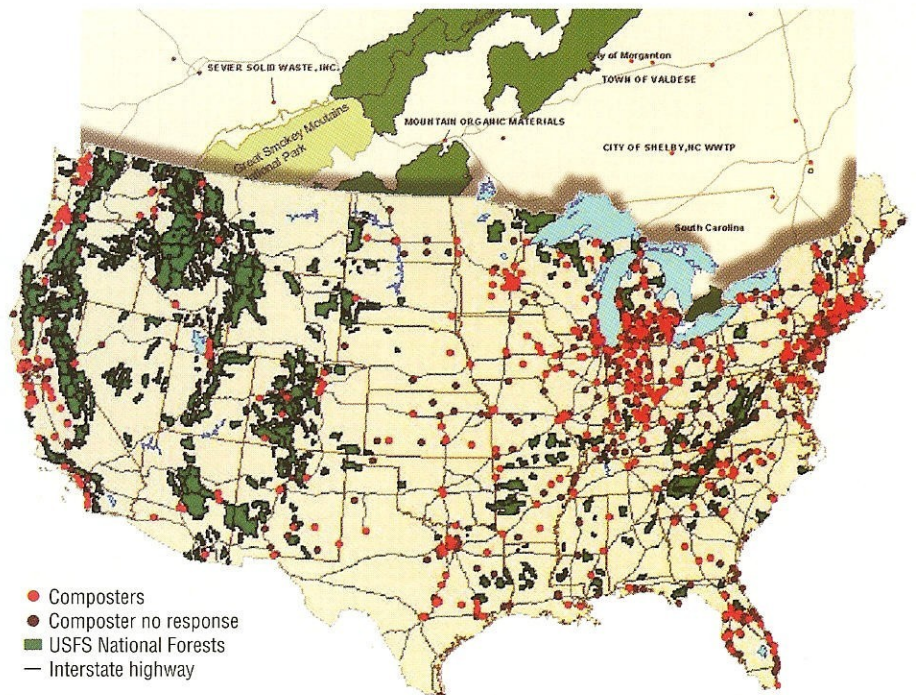 City of Morganton
SEVIER SOLID WASTE, INC.
TOWN OF VALDESE
MOUNTAIN ORGANIC MATERIALS
Great Smokey Moutains
National Park
CITY OF SHELBY, NC WWTP
South Carolina
Composters
Composter no response
USFS National Forests
Interstate highway